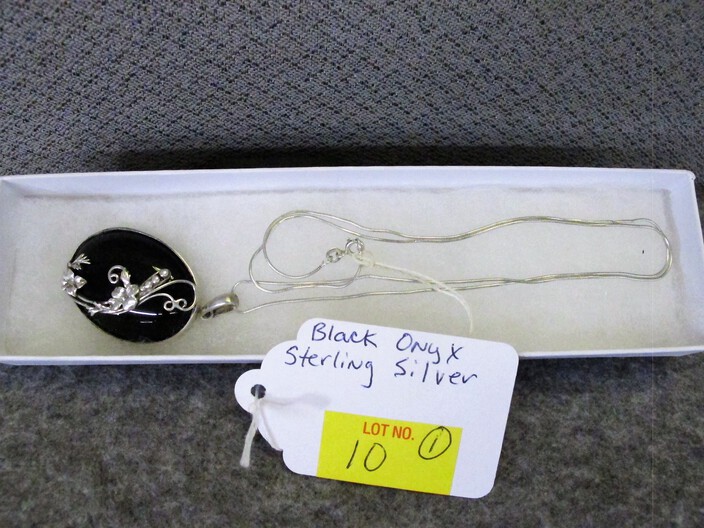 Black Onyx
Sterling Silver
LOT NO. 1
10